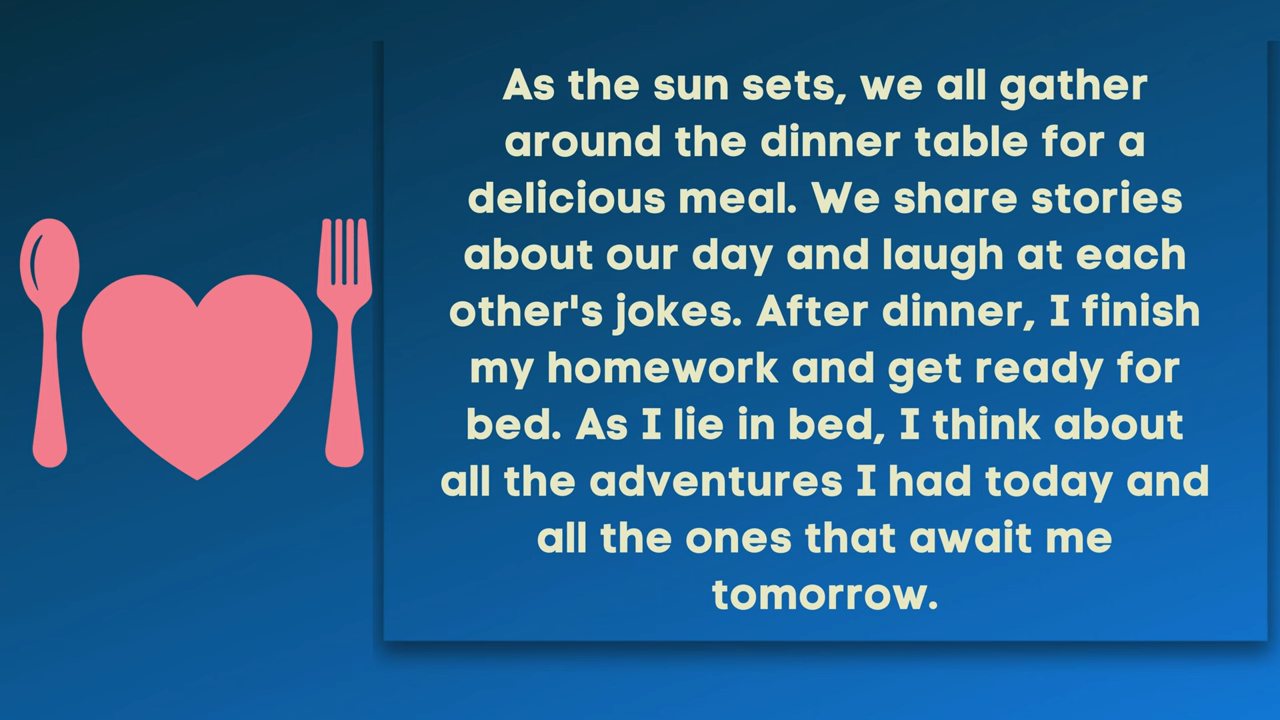 As the sun sets, we all gather
around the dinner table for a
delicious meal. We share stories
about our day and laugh at each
other's jokes. After dinner, I finish
my homework and get ready for
bed. As I lie in bed, I think about
all the adventures I had today and
all the ones that await me
tomorrow.